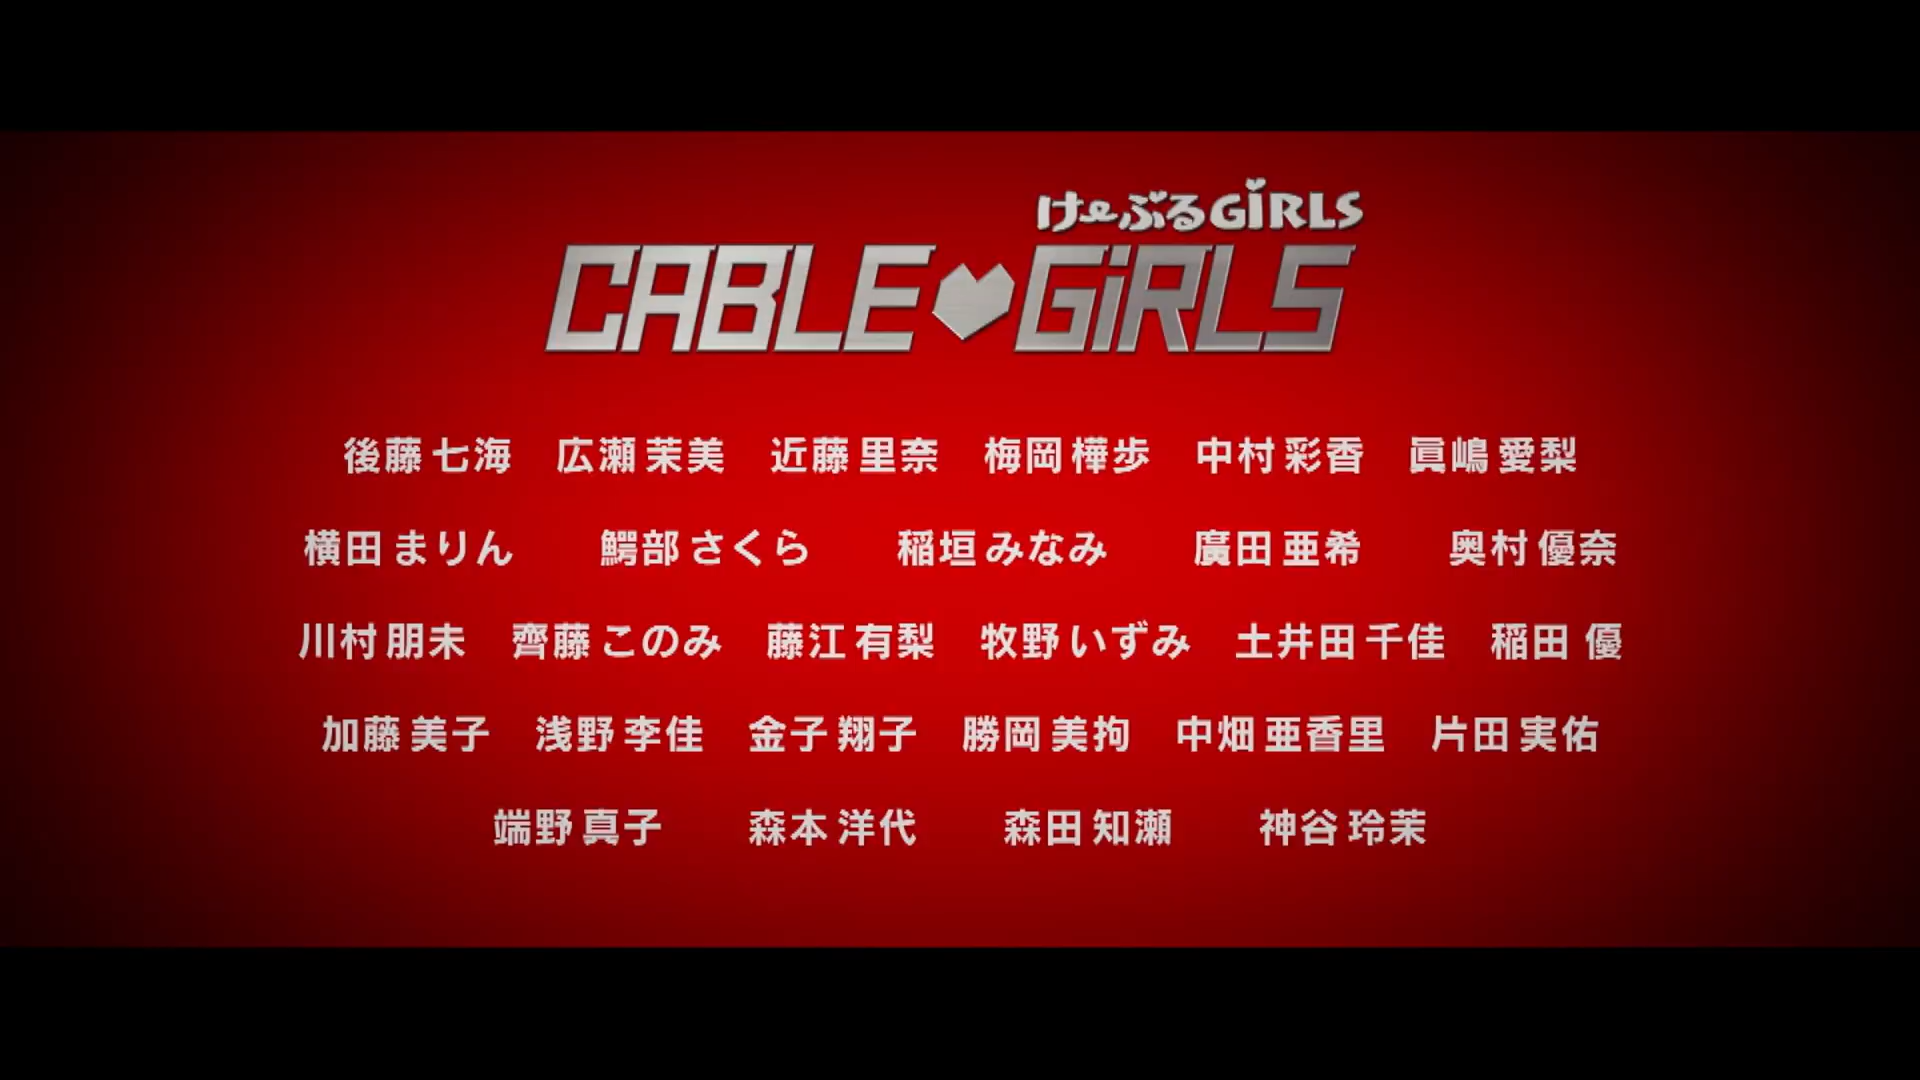 け〜ぶるGiRLS
CABLE♥GiRLS
後藤 七海 広瀬 茉美 近藤 里奈 梅岡 樺歩 中村 彩香 眞嶋 愛梨
横田 まりん 鰐部 さくら 稲垣 みなみ 廣田 亜希 奥村 優奈
川村 朋未 齊藤 このみ 藤江 有梨 牧野 いずみ 土井田 千佳 稲田 優
加藤 美子 浅野 李佳 金子 翔子 勝岡 美拘 中畑 亜香里 片田 実佑
端野 真子 森本 洋代 森田 知瀬 神谷 玲茉